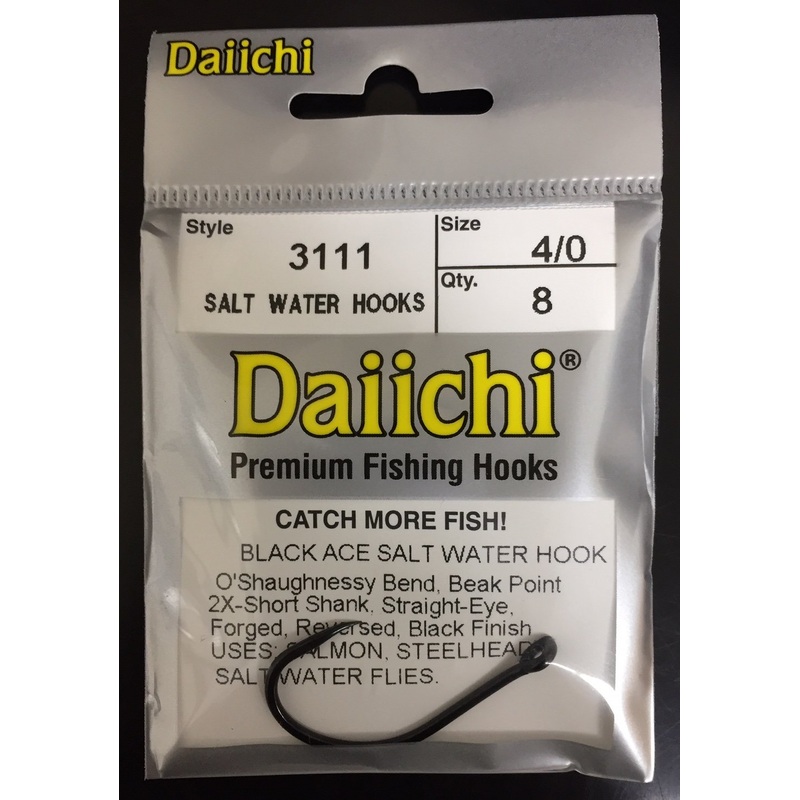 Daiichi
Style
3111
SALT WATER HOOKS
Size
4/0
Qty.
8
Daiichi®
Premium Fishing Hooks
CATCH MORE FISH!
BLACK ACE SALT WATER HOOK
O'Shaughnessy Bend, Beak Point
2X-Short Shank, Straight-Eye,
Forged, Reversed, Black Finish
USES: SALMON, STEELHEAD
SALT WATER FLIES.